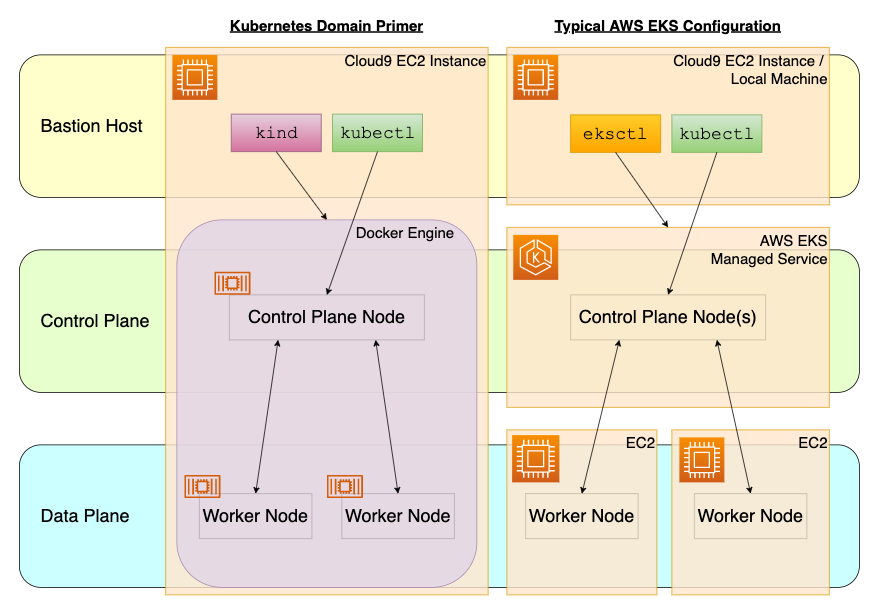 Kubernetes Domain Primer
Typical AWS EKS Configuration
Bastion Host
Cloud9 EC2 Instance
kind
kubectl
Cloud9 EC2 Instance /
Local Machine
eksctl
kubectl
Control Plane
Docker Engine
Control Plane Node
AWS EKS
Managed Service
K
Control Plane Node(s)
Data Plane
Worker Node
Worker Node
EC2
Worker Node
EC2
Worker Node